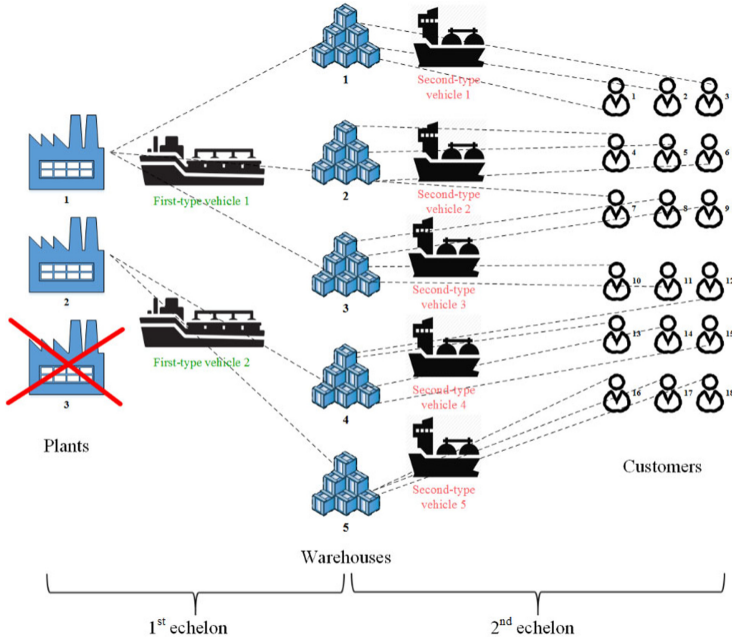 1
Second-type
vehicle 1
1 2 3
1
First-type vehicle 1
2
Second-type
vehicle 2
4 5 6
7 8 9
2
3
Second-type
vehicle 3
10 11 12
First-type vehicle 2
3
4
Second-type
vehicle 4
13 14 15
16 17 18
Plants
5
Second-type
vehicle 5
Customers
Warehouses
1st echelon
2nd echelon